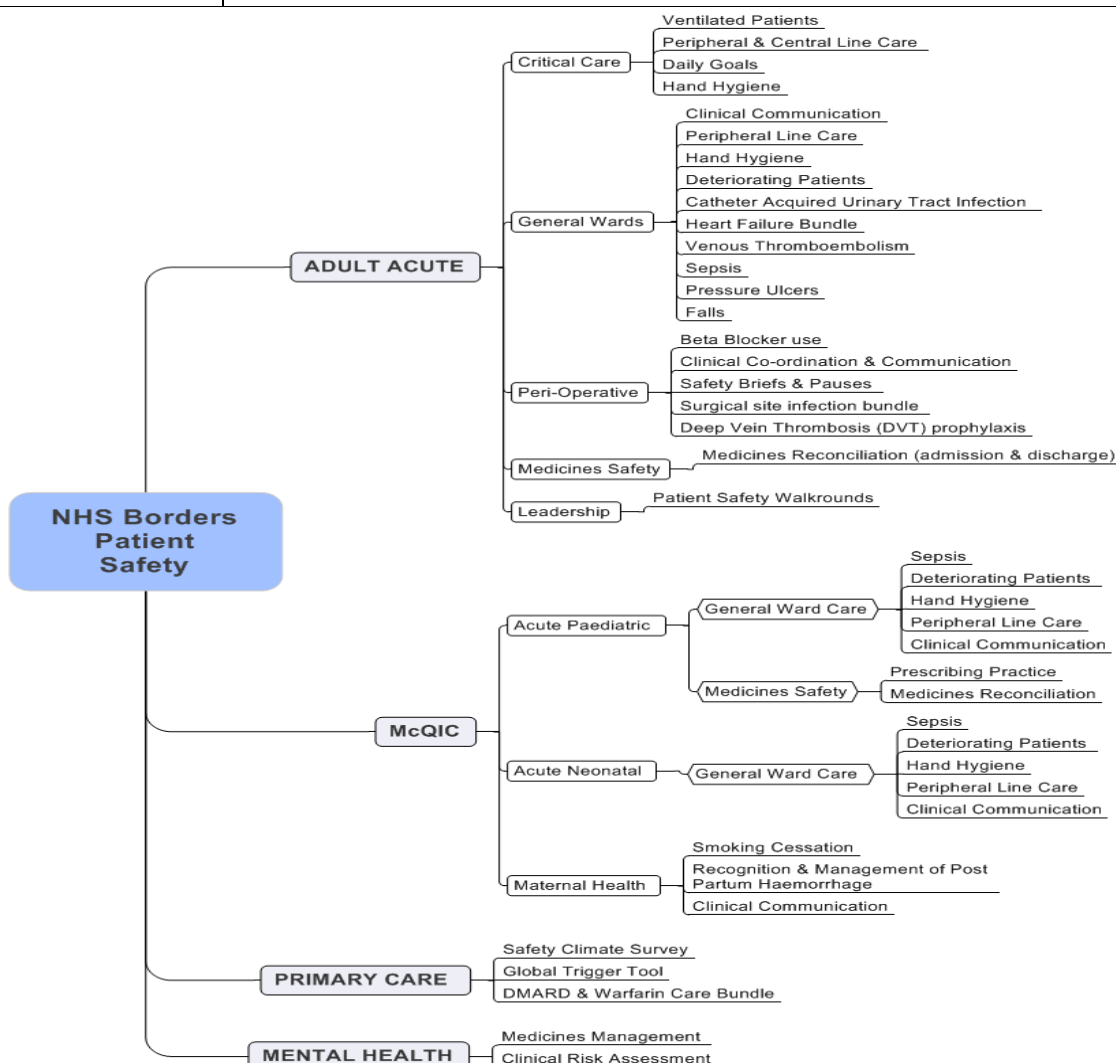 NHS Borders
Patient
Safety
ADULT ACUTE
Critical Care
Ventilated Patients
Peripheral & Central Line Care
Daily Goals
Hand Hygiene
General Wards
Clinical Communication
Peripheral Line Care
Hand Hygiene
Deteriorating Patients
Catheter Acquired Urinary Tract Infection
Heart Failure Bundle
Venous Thromboembolism
Sepsis
Pressure Ulcers
Falls
Peri-Operative
Beta Blocker use
Clinical Co-ordination & Communication
Safety Briefs & Pauses
Surgical site infection bundle
Deep Vein Thrombosis (DVT) prophylaxis
Medicines Safety
Medicines Reconciliation (admission & discharge)
Leadership
Patient Safety Walkrounds
McQIC
Acute Paediatric
General Ward Care
Sepsis
Deteriorating Patients
Hand Hygiene
Peripheral Line Care
Clinical Communication
Medicines Safety
Prescribing Practice
Medicines Reconciliation
Acute Neonatal
General Ward Care
Sepsis
Deteriorating Patients
Hand Hygiene
Peripheral Line Care
Clinical Communication
Maternal Health
Smoking Cessation
Recognition & Management of Post
Partum Haemorrhage
Clinical Communication
PRIMARY CARE
Safety Climate Survey
Global Trigger Tool
DMARD & Warfarin Care Bundle
MENTAL HEALTH
Medicines Management
Clinical Risk Assessment